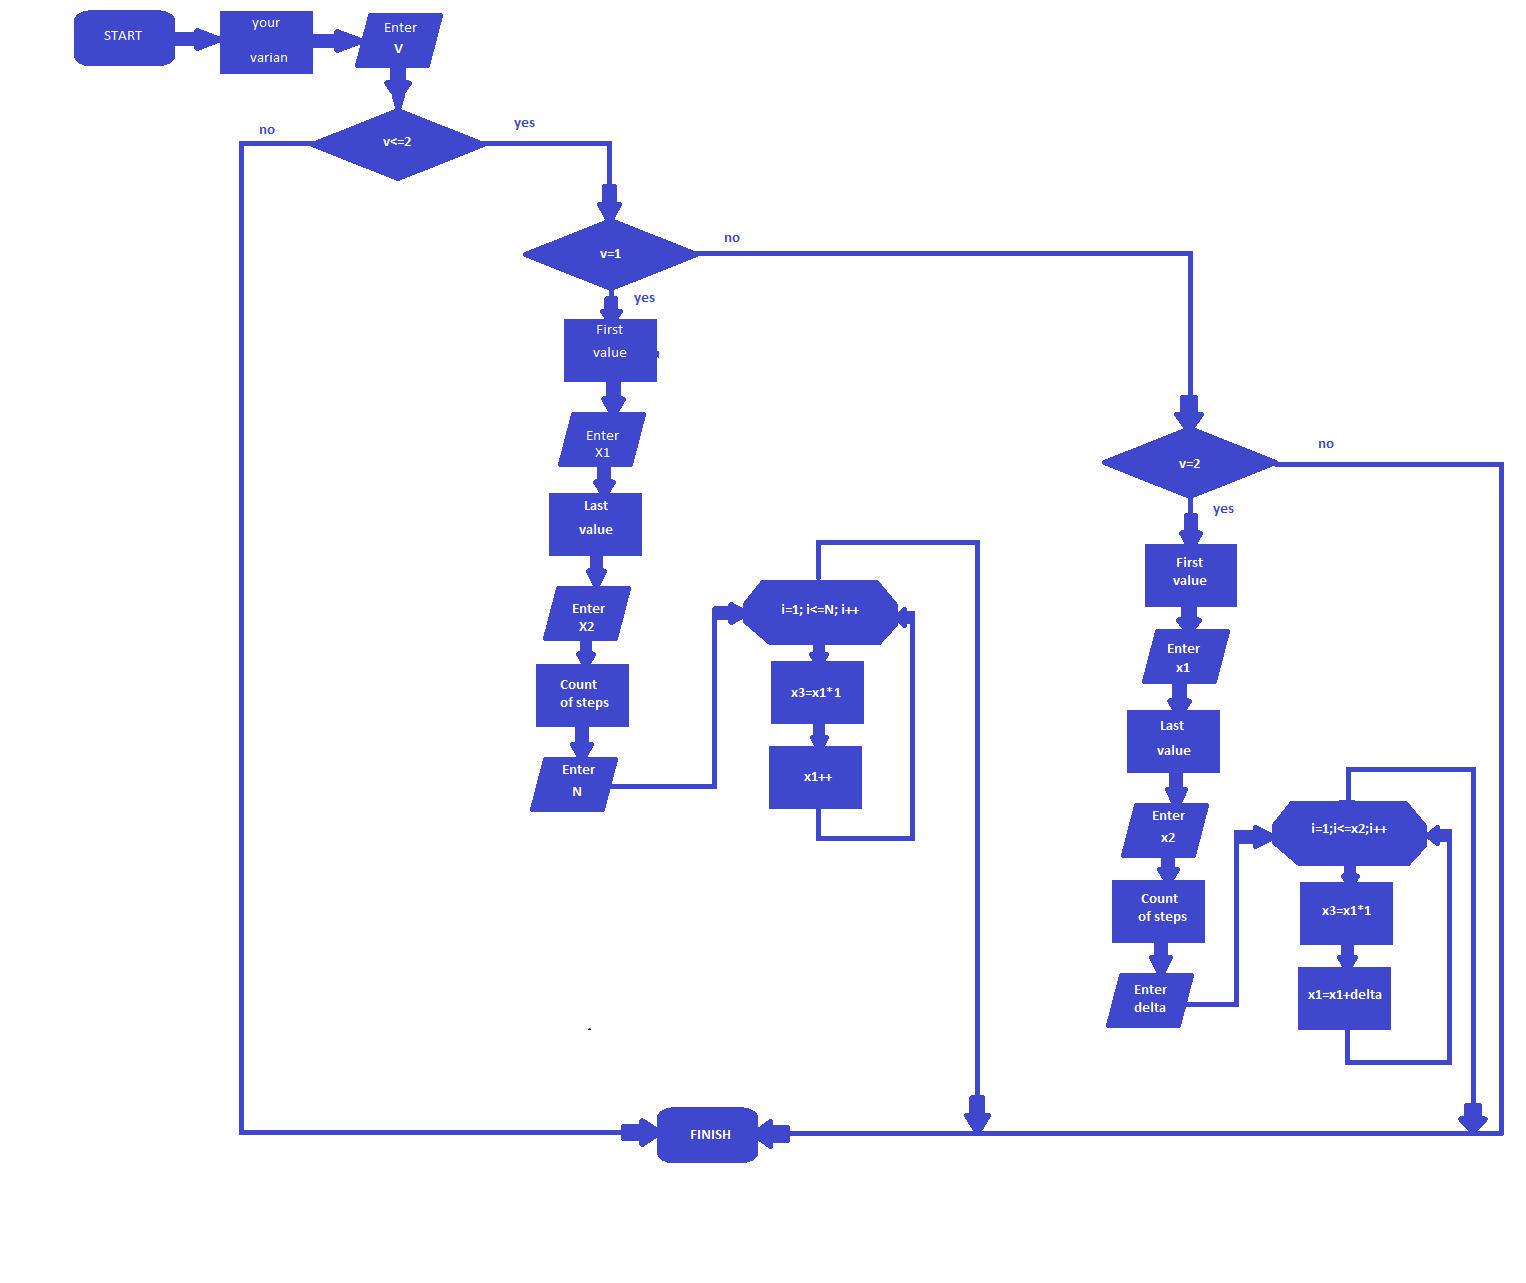 START
your
varian
Enter
V
v<=2
no
yes
v=1
no
yes
First
value
Enter
X1
Last
value
Enter
X2
Count
of steps
Enter
N
i=1; i<=N; i++
x3=x1*1
x1++
v=2
no
yes
First
value
Enter
x1
Last
value
Enter
x2
Count
of steps
Enter
delta
i=1;i<=x2;i++
x3=x1*1
x1=x1+delta
FINISH